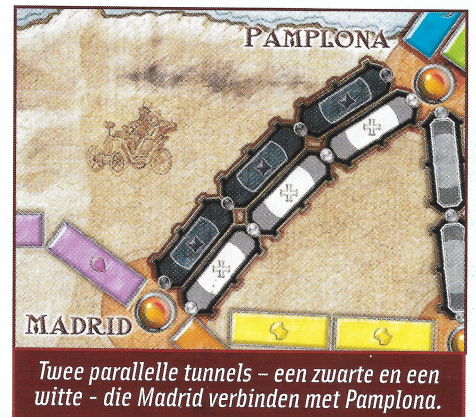 PAMPLONA
MADRID
Twee parallelle tunnels – een zwarte en een
witte - die Madrid verbinden met Pamplona.